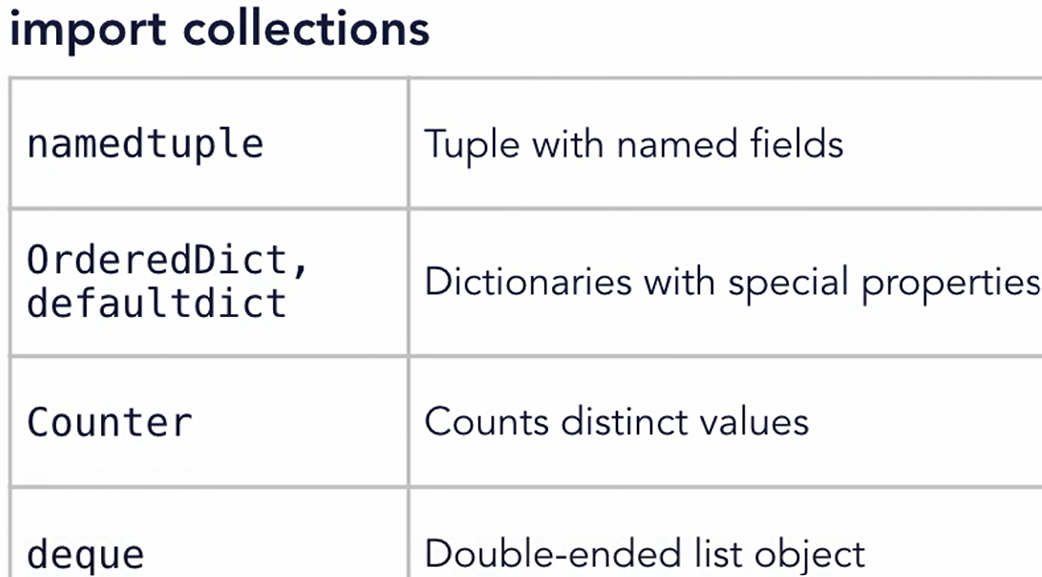 import collections
namedtuple
Tuple with named fields
OrderedDict,
defaultdict
Dictionaries with special properties
Counter
Counts distinct values
deque
Double-ended list object